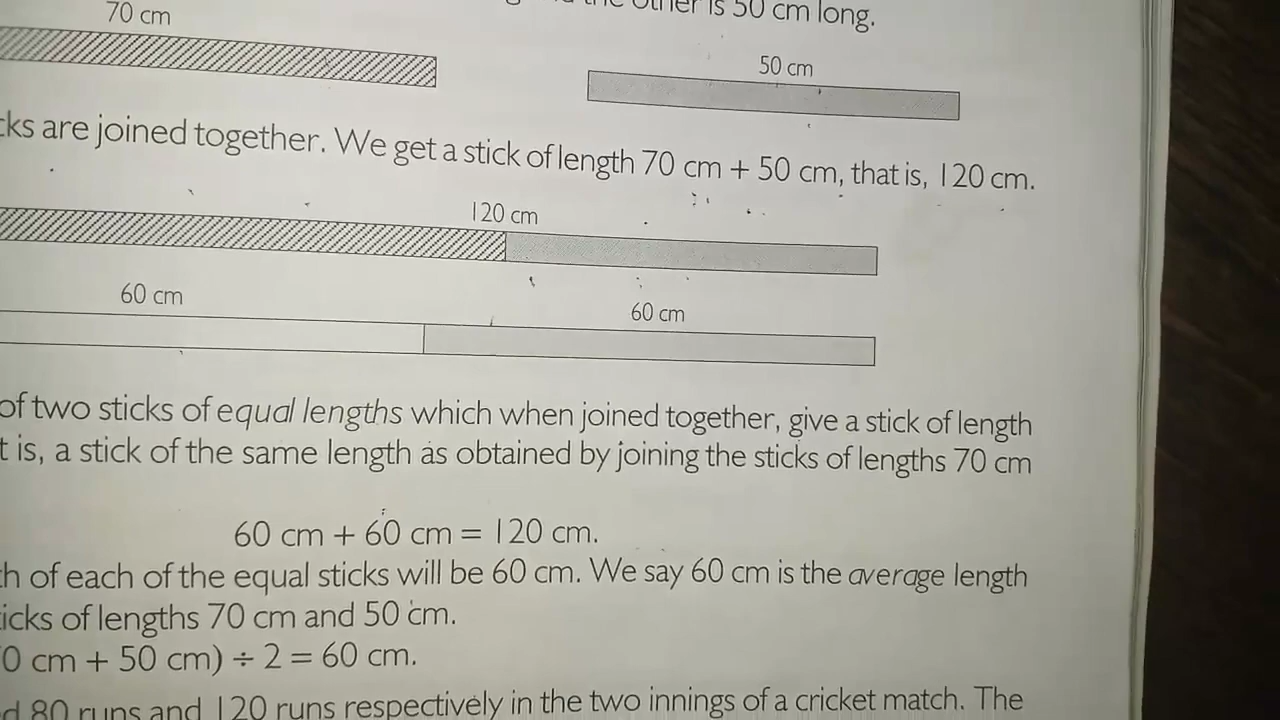 70 cm
the other is 50 cm long.
50 cm
cks are joined together. We get a stick of length 70 cm + 50 cm, that is, 120 cm.
120 cm
60 cm
60 cm
of two sticks of equal lengths which when joined together, give a stick of length
t is, a stick of the same length as obtained by joining the sticks of lengths 70 cm
60 cm + 60 cm = 120 cm.
h of each of the equal sticks will be 60 cm. We say 60 cm is the average length
icks of lengths 70 cm and 50 cm.
0 cm + 50 cm) ÷ 2 = 60 cm.
d 80 runs and 120 runs respectively in the two innings of a cricket match. The